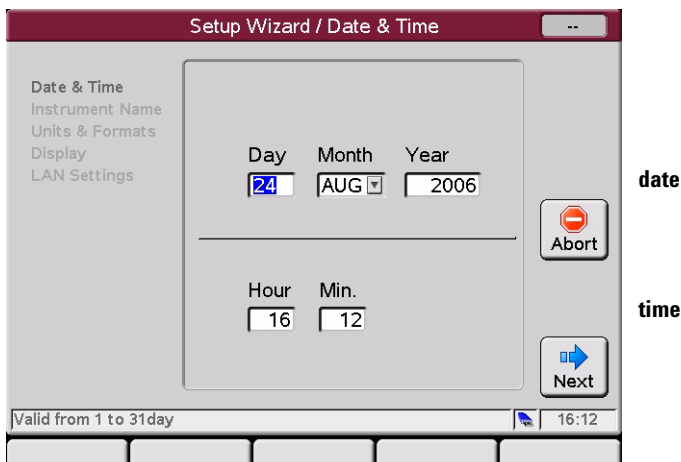 Setup Wizard / Date & Time --
Date & Time
Instrument Name
Units & Formats
Display
LAN Settings
Day Month Year
24 AUG 2006
date
Abort
Hour Min.
16 12
time
Next
Valid from 1 to 31day 16:12